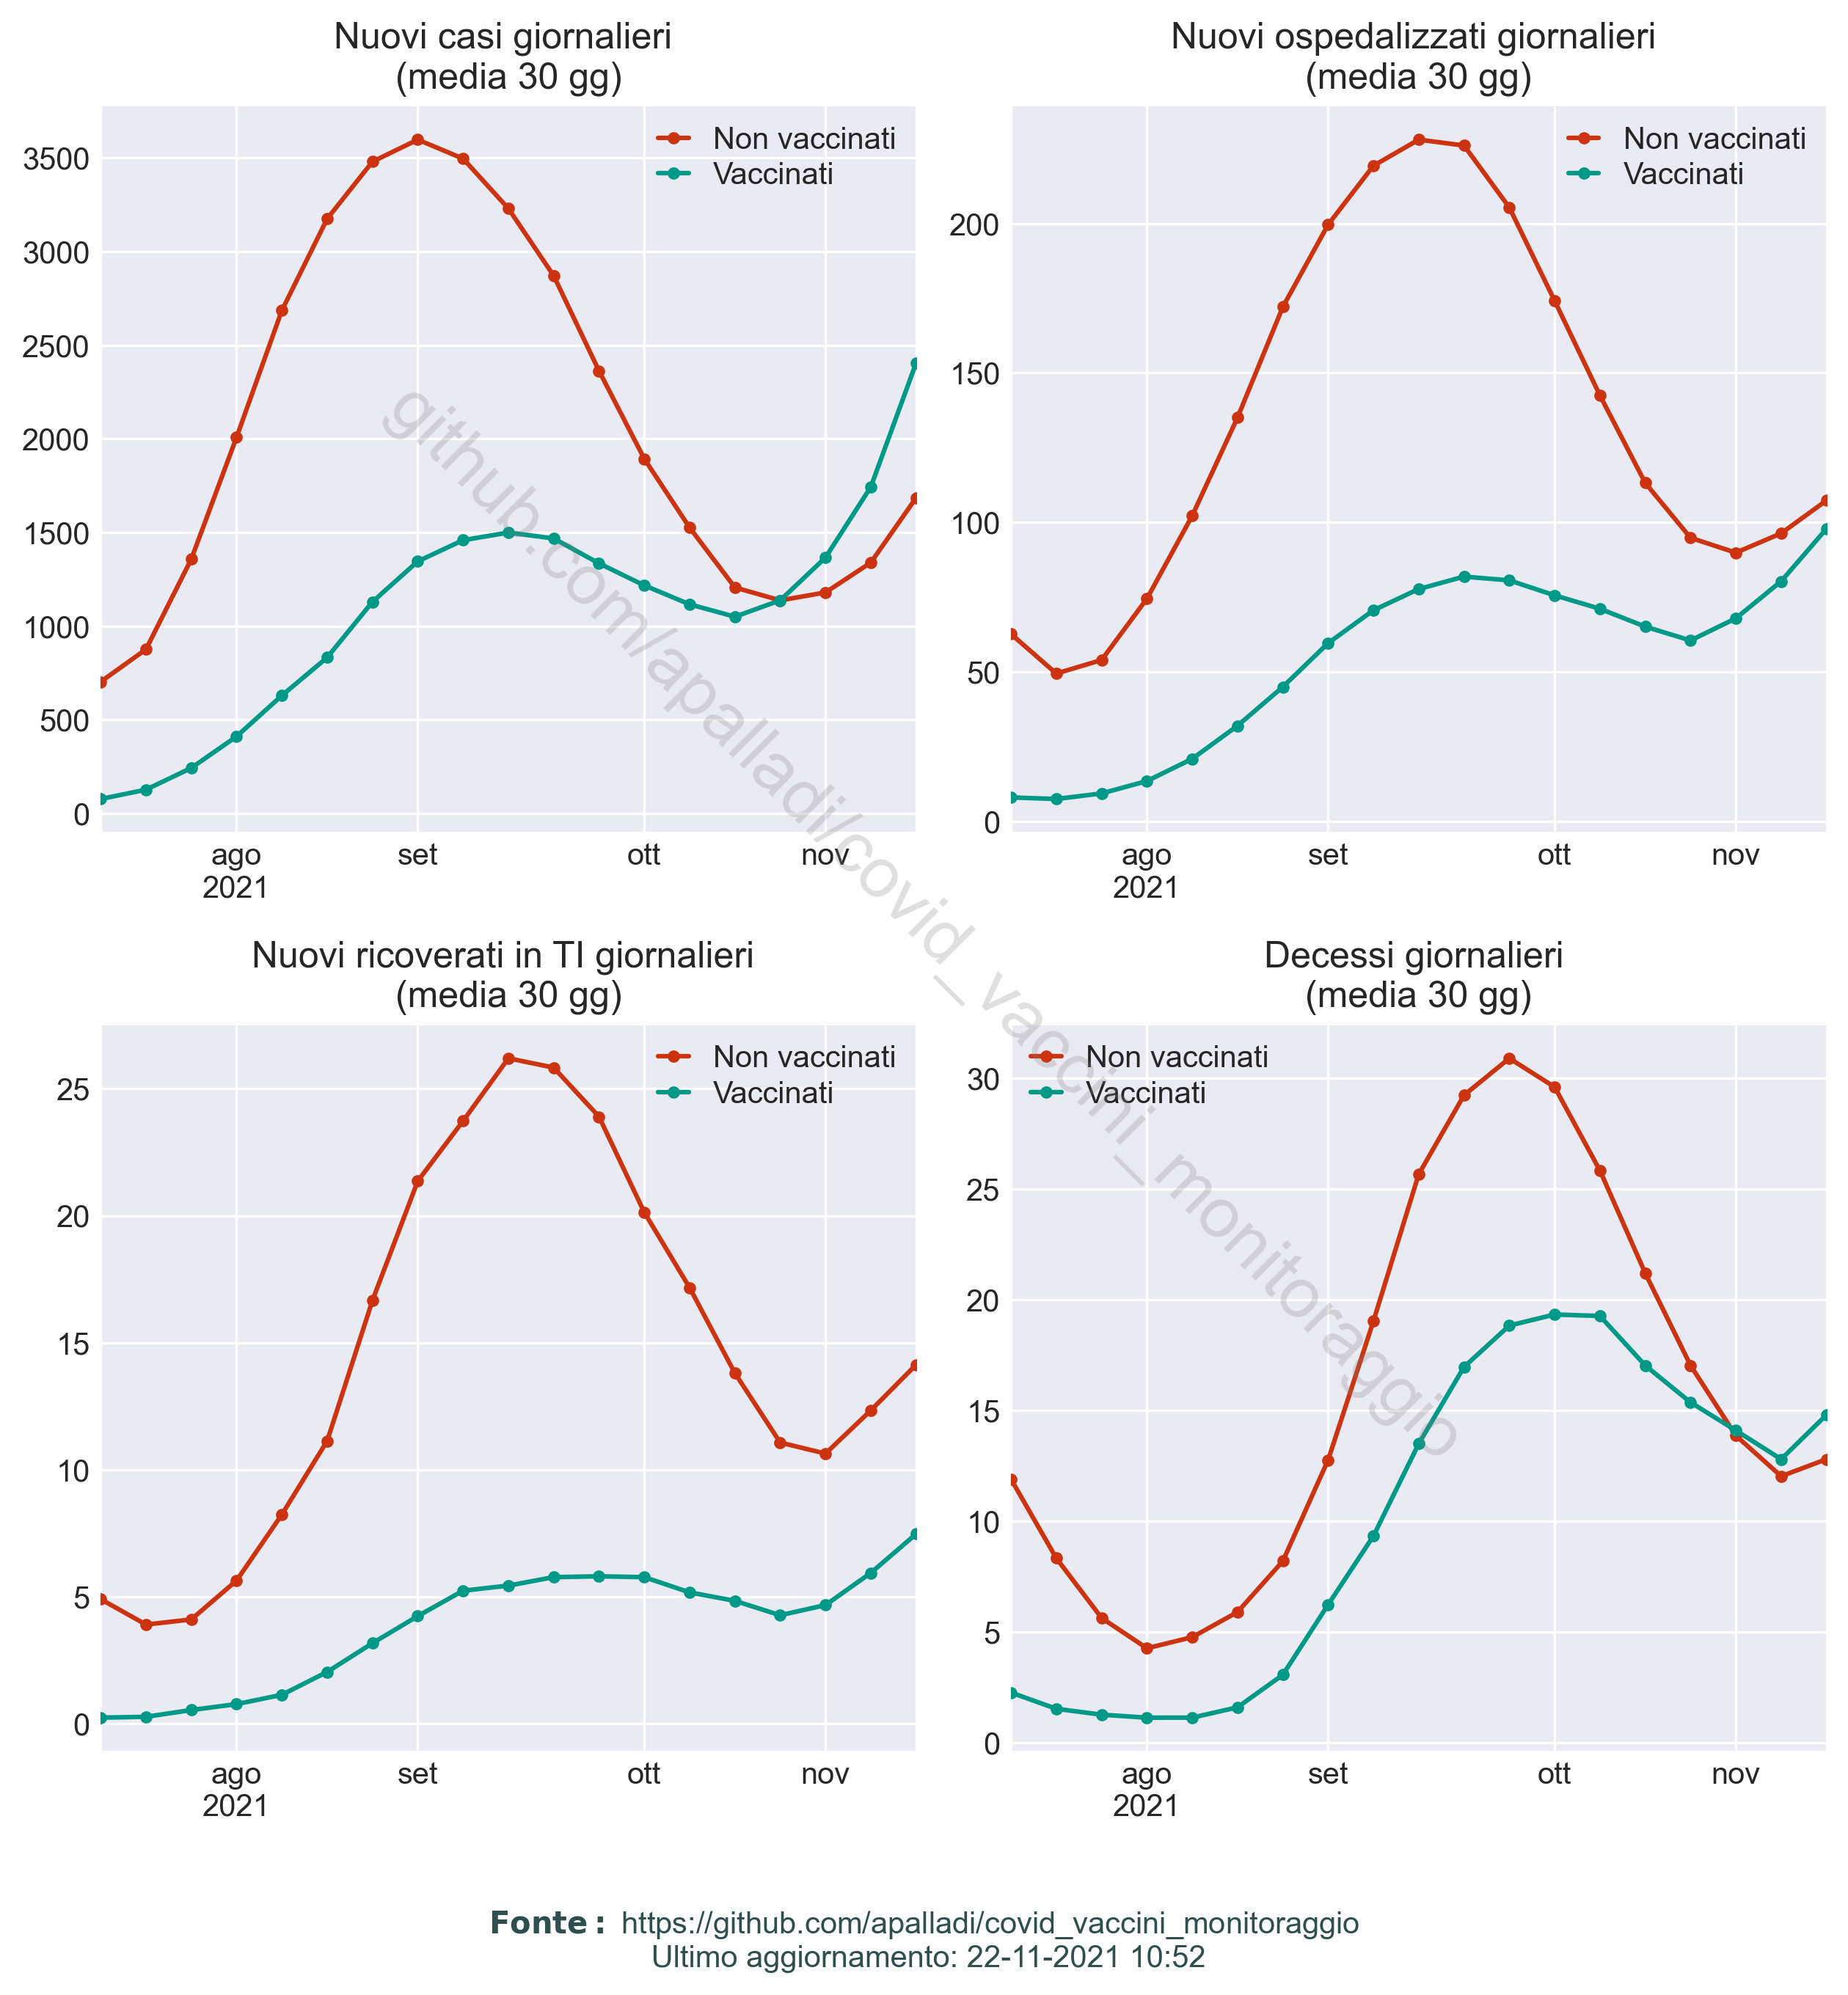 Nuovi casi giornalieri
(media 30 gg)
Non vaccinati
Vaccinati
3500
3000
2500
2000
1500
1000
500
0
ago
2021
set
ott
nov
Nuovi ospedalizzati giornalieri
(media 30 gg)
Non vaccinati
Vaccinati
200
150
100
50
0
ago
2021
set
ott
nov
Nuovi ricoverati in TI giornalieri
(media 30 gg)
Non vaccinati
Vaccinati
25
20
15
10
5
0
ago
2021
set
ott
nov
Decessi giornalieri
(media 30 gg)
Non vaccinati
Vaccinati
30
25
20
15
10
5
0
ago
2021
set
ott
nov
github.com/apalladi/covid_vaccini_monitoraggio
Fonte: https://github.com/apalladi/covid_vaccini_monitoraggio
Ultimo aggiornamento: 22-11-2021 10:52